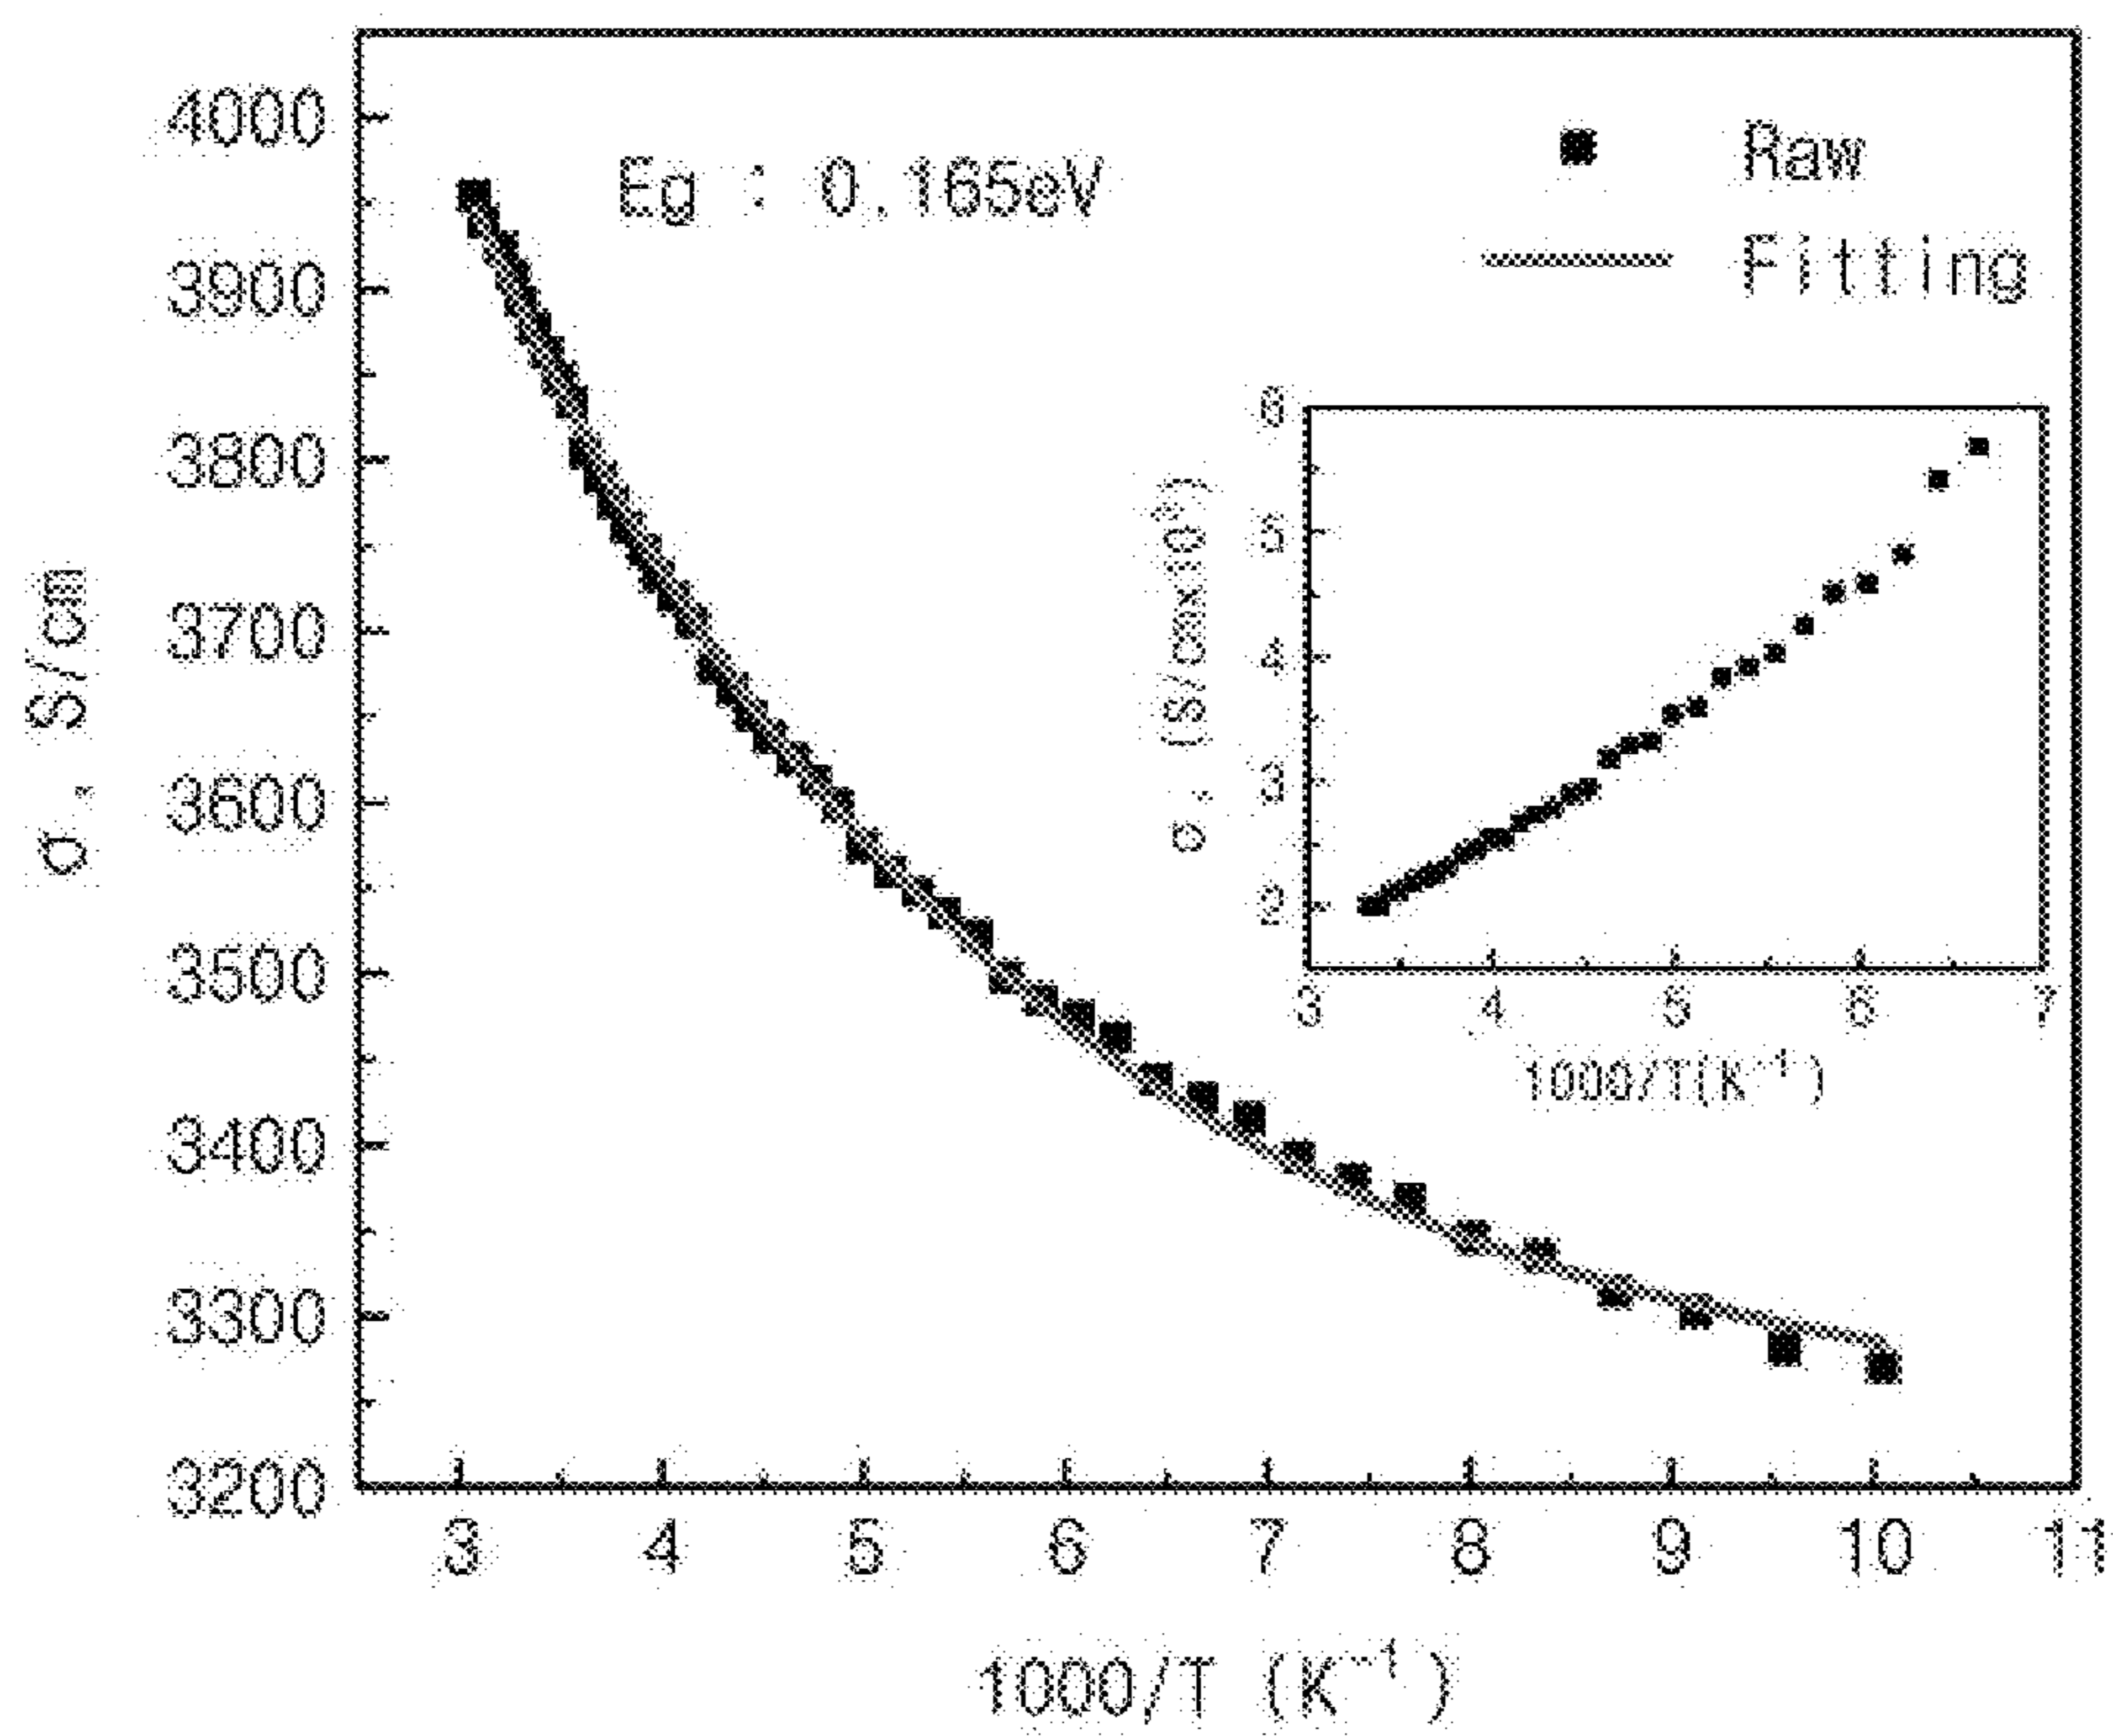 4000
3900
3800
3700
3600
3500
3400
3300
3200
σ, S/cm
Eg : 0.165eV
Raw
Fitting
6
5
4
3
2
3 4 5 6 7
1000/T(K⁻¹)
3 4 5 6 7 8 9 10 11
1000/T (K⁻¹)